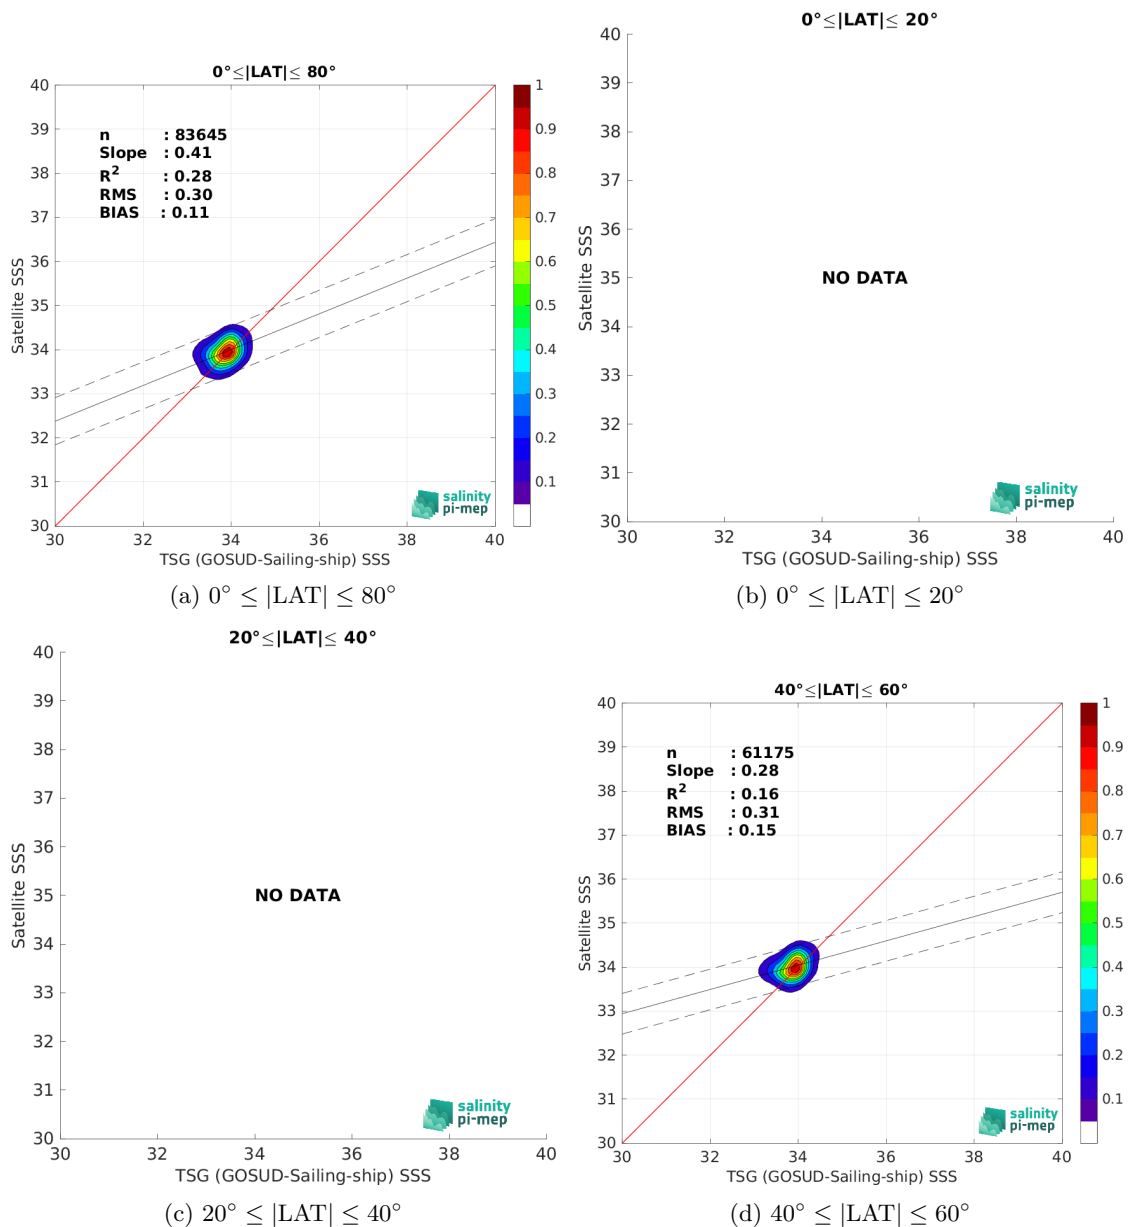 0°≤|LAT|≤ 80°
40
39
38
37
36
35
34
33
32
31
30
Satellite SSS
n : 83645
Slope : 0.41
R² : 0.28
RMS : 0.30
BIAS : 0.11
1
0.9
0.8
0.7
0.6
0.5
0.4
0.3
0.2
0.1
salinity
pi-mep
30 32 34 36 38 40
TSG (GOSUD-Sailing-ship) SSS
(a) 0° ≤ |LAT| ≤ 80°
0°≤|LAT|≤ 20°
40
39
38
37
36
35
34
33
32
31
30
Satellite SSS
NO DATA
salinity
pi-mep
30 32 34 36 38 40
TSG (GOSUD-Sailing-ship) SSS
(b) 0° ≤ |LAT| ≤ 20°
20°≤|LAT|≤ 40°
40
39
38
37
36
35
34
33
32
31
30
Satellite SSS
NO DATA
salinity
pi-mep
30 32 34 36 38 40
TSG (GOSUD-Sailing-ship) SSS
(c) 20° ≤ |LAT| ≤ 40°
40°≤|LAT|≤ 60°
40
39
38
37
36
35
34
33
32
31
30
Satellite SSS
n : 61175
Slope : 0.28
R² : 0.16
RMS : 0.31
BIAS : 0.15
1
0.9
0.8
0.7
0.6
0.5
0.4
0.3
0.2
0.1
salinity
pi-mep
30 32 34 36 38 40
TSG (GOSUD-Sailing-ship) SSS
(d) 40° ≤ |LAT| ≤ 60°